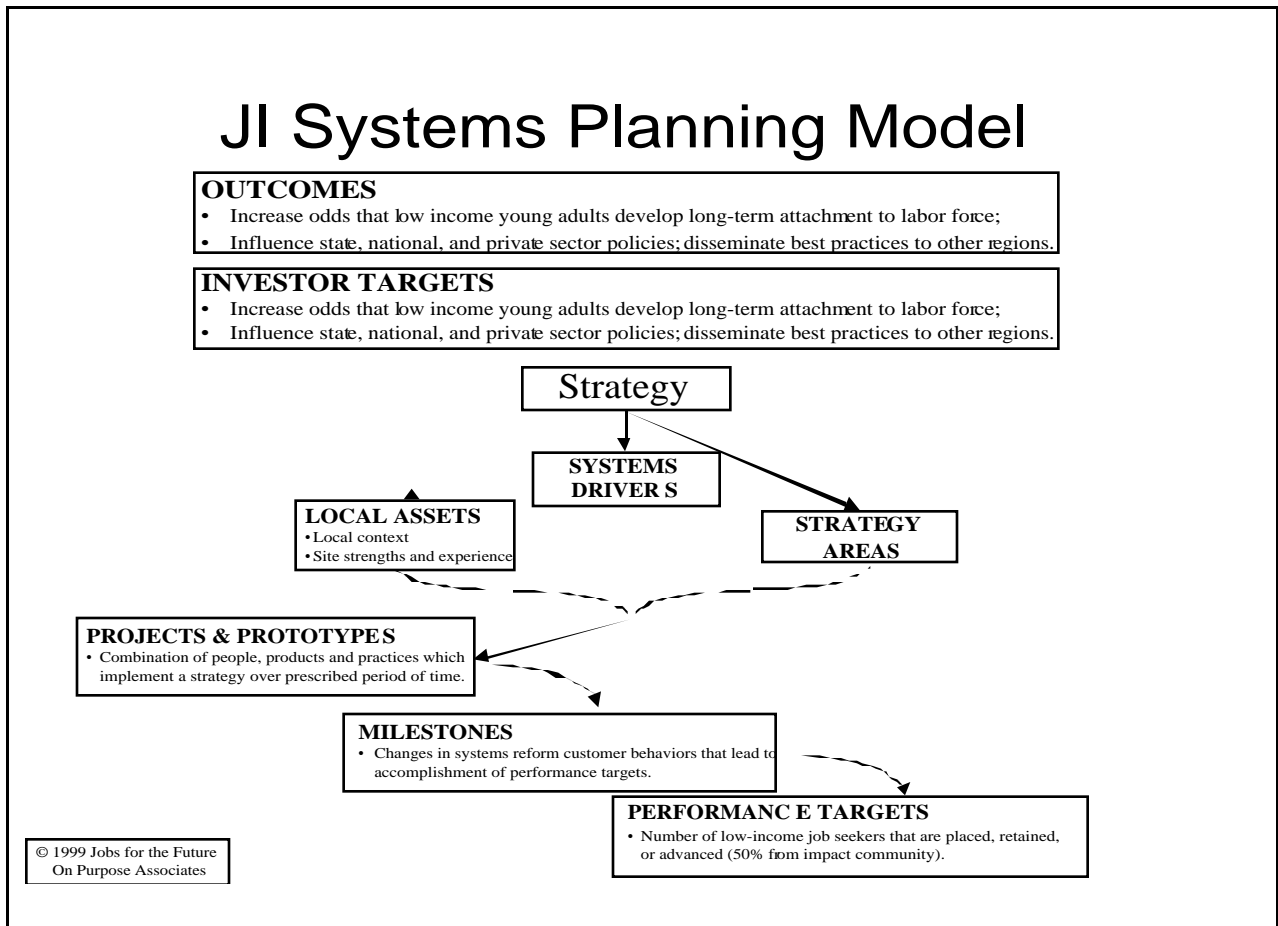 JI Systems Planning Model
OUTCOMES
• Increase odds that low income young adults develop long-term attachment to labor force;
• Influence state, national, and private sector policies; disseminate best practices to other regions.
INVESTOR TARGETS
• Increase odds that low income young adults develop long-term attachment to labor force;
• Influence state, national, and private sector policies; disseminate best practices to other regions.
Strategy
SYSTEMS
DRIVERS
LOCAL ASSETS
• Local context
• Site strengths and experience
STRATEGY
AREAS
PROJECTS & PROTOTYPES
• Combination of people, products and practices which
implement a strategy over prescribed period of time.
MILESTONES
• Changes in systems reform customer behaviors that lead to
accomplishment of performance targets.
PERFORMANCE TARGETS
• Number of low-income job seekers that are placed, retained,
or advanced (50% from impact community).
© 1999 Jobs for the Future
On Purpose Associates